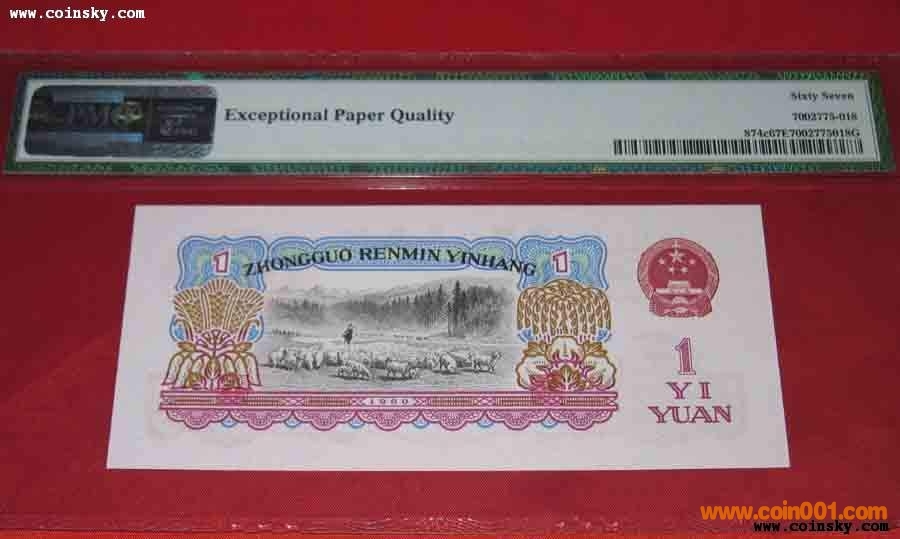 www.coinsky.com
PMG
Exceptional Paper Quality
Sixty Seven
7002775-018
874c67E7002775018G
1
ZHONGGUO RENMIN YINHANG
1
1960
1
YI
YUAN
www.coin001.com
www.coinsky.com